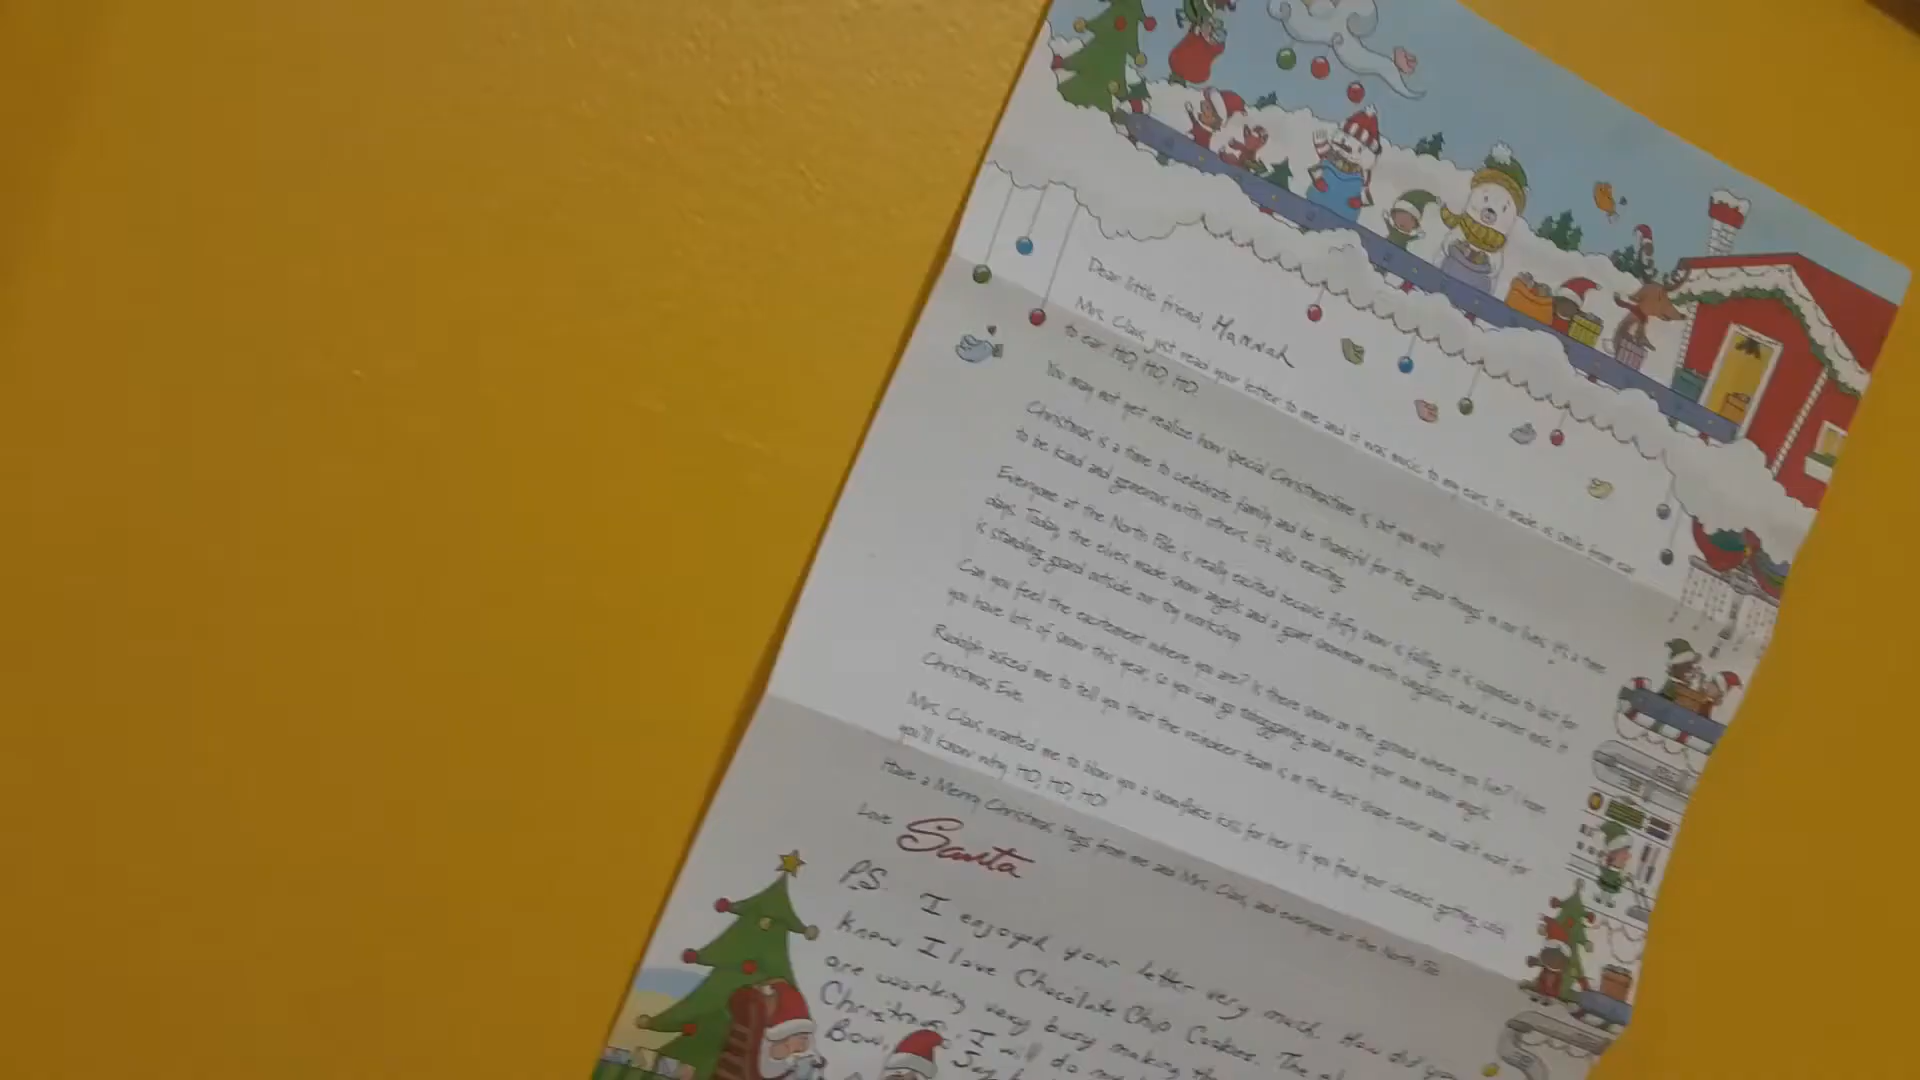 Dear little friend, Hannah
Mrs. Claus just read your letter to me and it was music to my ears. It made us smile from ear
to ear. HO, HO, HO.
You may not yet realize how special Christmastime is, but you will.
Christmas is a time to celebrate family and be thankful for the good things in our lives. It's a time
to be kind and generous with others. It's also exciting.
Everyone at the North Pole is really excited because fluffy snow is falling. It is supposed to last for
days. Today, the elves made snow angels and a giant snowman with and a carrot nose. It
is standing guard outside our toy workshop.
Can you feel the excitement where you are? Is there snow on the ground where you live? I hope
you have lots of snow this year, so you can go tobogganing and make your own snow angels.
Rudolph asked me to tell you that the reindeer team is in the best shape ever and can't wait for
Christmas Eve.
Mrs. Claus wanted me to blow you a snowflake kiss for her. If you find your cheeks getting cold,
you'll know why, HO, HO, HO!
Have a Merry Christmas. Hugs from me and Mrs. Claus, and everyone at the North Pole
Love
Santa
P.S. I enjoyed your letter very much. How did you
know I love Chocolate Chip Cookies. The
are working very busy making the
Christmas. I will do my
Bow,